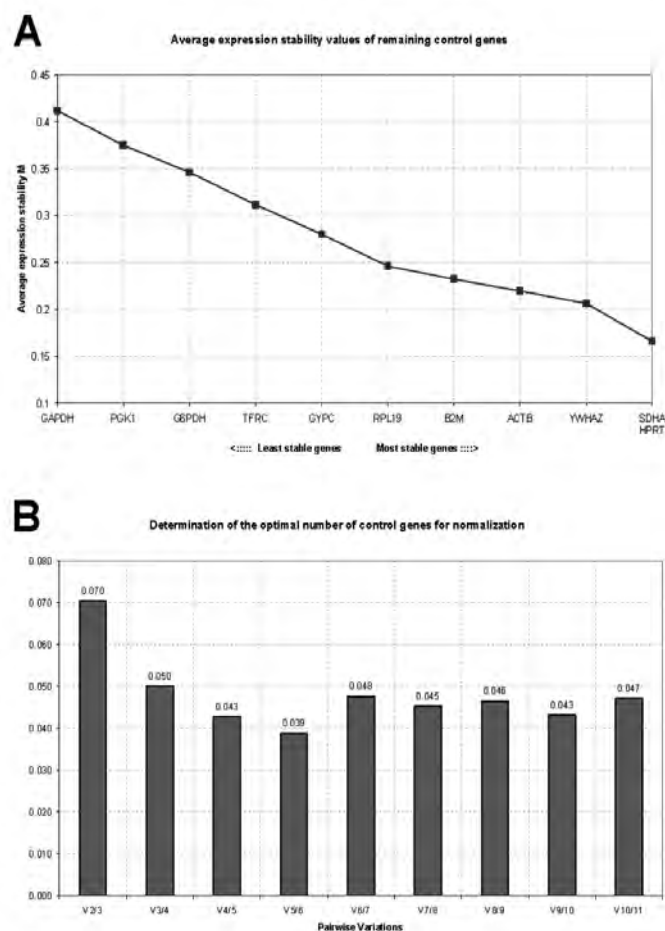 A
Average expression stability values of remaining control genes
0.45
0.4
0.35
0.3
0.25
0.2
0.15
0.1
Average expression stability M
GAPDH PGK1 G6PDH TFRC GYPC RPL19 B2M ACTB YWHAZ SDHA
HPRT
<::::: Least stable genes Most stable genes ::::>
B
Determination of the optimal number of control genes for normalization
0.080
0.070
0.060
0.050
0.040
0.030
0.020
0.010
0.000
0.070 0.050 0.043 0.039 0.048 0.045 0.046 0.043 0.047
V2/3 V3/4 V4/5 V5/6 V6/7 V7/8 V8/9 V9/10 V10/11
Pairwise Variations